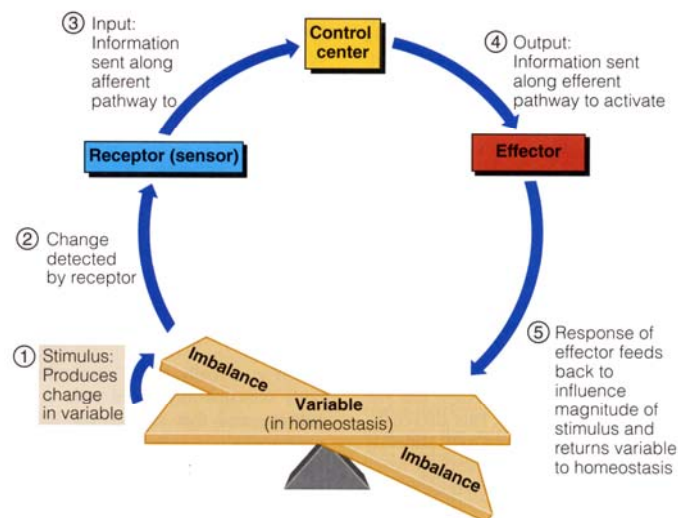 ③ Input:
Information
sent along
afferent
pathway to
Control
center
④ Output:
Information sent
along efferent
pathway to activate
Receptor (sensor)
Effector
② Change
detected
by receptor
① Stimulus:
Produces
change
in variable
Imbalance
Variable
(in homeostasis)
Imbalance
⑤ Response of
effector feeds
back to
influence
magnitude of
stimulus and
returns variable
to homeostasis